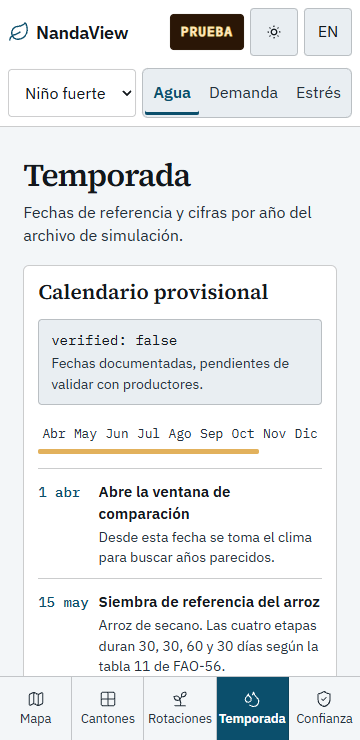 NandaView
PRUEBA
EN
Niño fuerte
Agua
Demanda
Estrés
Temporada
Fechas de referencia y cifras por año del
archivo de simulación.
Calendario provisional
verified: false
Fechas documentadas, pendientes de
validar con productores.
Abr May Jun Jul Ago Sep Oct Nov Dic
1 abr
Abre la ventana de
comparación
Desde esta fecha se toma el clima
para buscar años parecidos.
15 may
Siembra de referencia del arroz
Arroz de secano. Las cuatro etapas
duran 30, 30, 60 y 30 días según la
tabla 11 de FAO-56.
Mapa
Cantones
Rotaciones
Temporada
Confianza